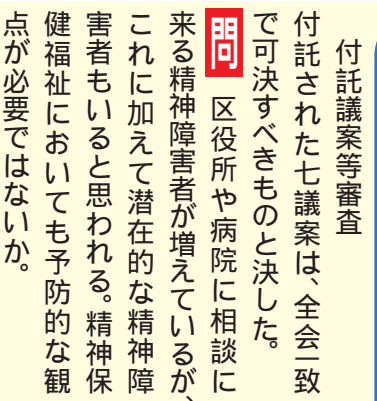 付託議案等審査
付託された七議案は、全会一致
で可決すべきものと決した。
問 区役所や病院に相談に
来る精神障害者が増えているが、
これに加えて潜在的な精神障
害者もいると思われる。精神保
健福祉においても予防的な観
点が必要ではないか。